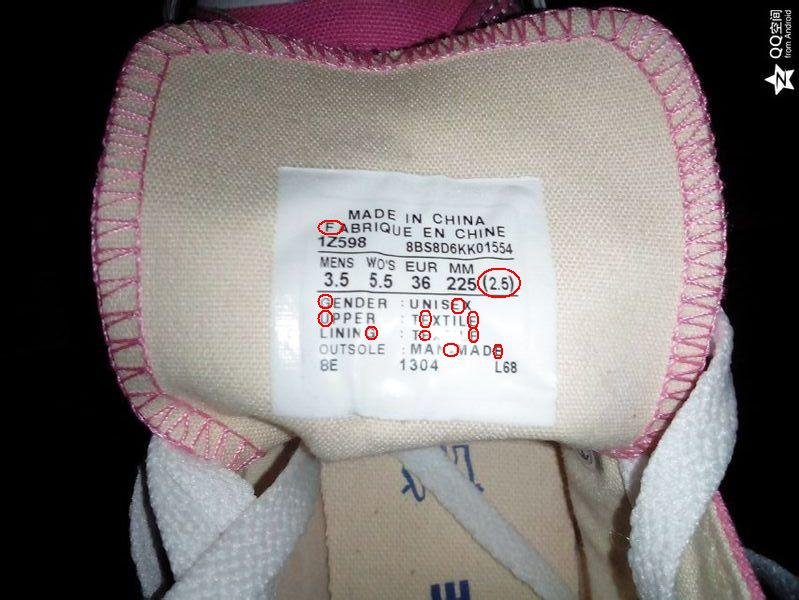 QQ空间
from Android
MADE IN CHINA
FABRIQUE EN CHINE
1Z598 8BS8D6KK01554
MENS WO'S EUR MM
3.5 5.5 36 225 (2.5)
GENDER : UNISEX
UPPER : TEXTILE
LINING :
OUTSOLE : MAN-MADE
8E 1304 L68